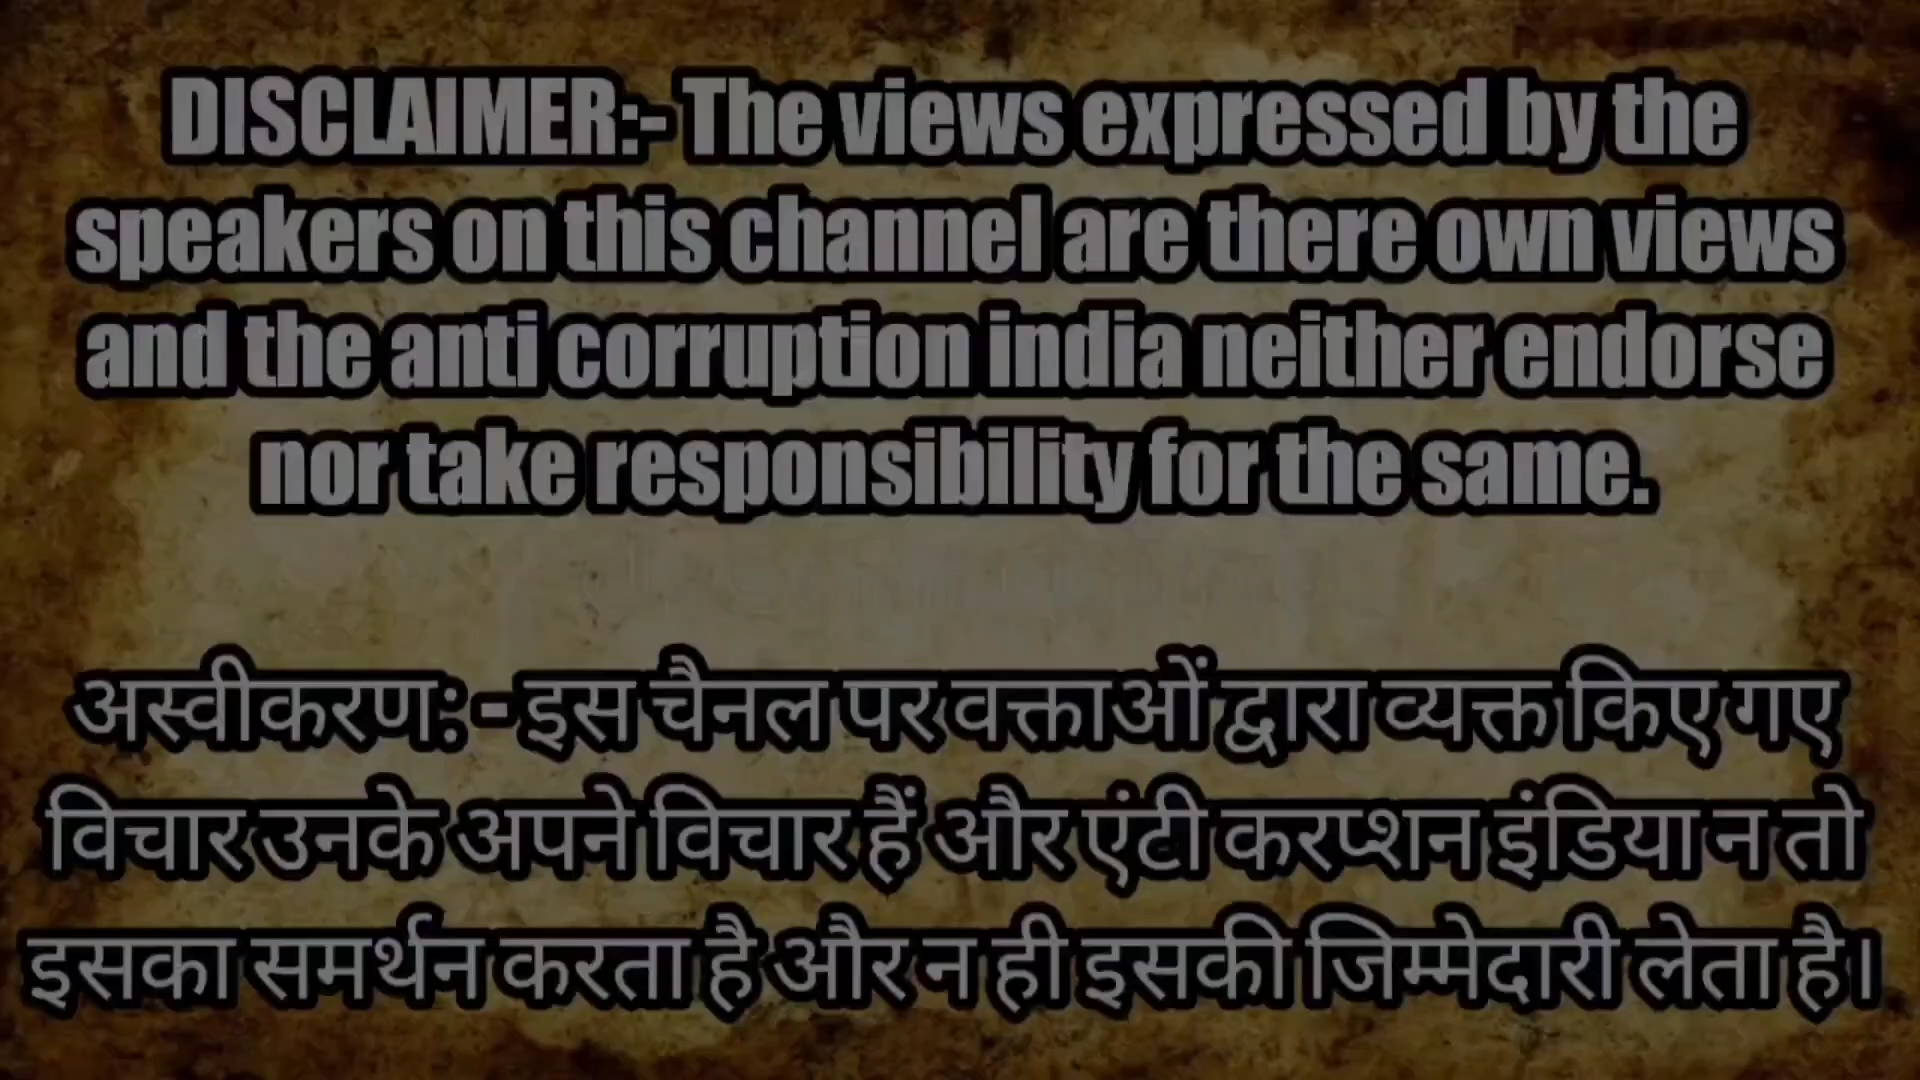 DISCLAIMER:- The views expressed by the
speakers on this channel are there own views
and the anti corruption india neither endorse
nor take responsibility for the same.
अस्वीकरण: - इस चैनल पर वक्ताओं द्वारा व्यक्त किए गए
विचार उनके अपने विचार हैं और एंटी करप्शन इंडिया न तो
इसका समर्थन करता है और न ही इसकी जिम्मेदारी लेता है।